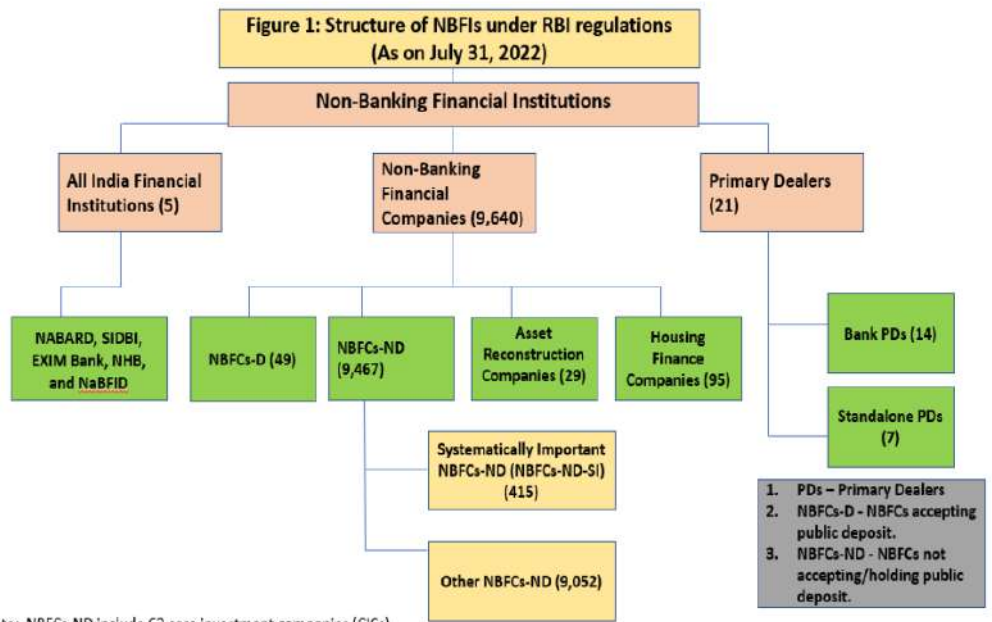 Figure 1: Structure of NBFIs under RBI regulations
(As on July 31, 2022)
Non-Banking Financial Institutions
All India Financial
Institutions (5)
Non-Banking
Financial
Companies (9,640)
Primary Dealers
(21)
NABARD, SIDBI,
EXIM Bank, NHB,
and NaBFID
NBFCs-D (49)
NBFCs-ND
(9,467)
Asset
Reconstruction
Companies (29)
Housing
Finance
Companies (95)
Bank PDs (14)
Standalone PDs
(7)
Systematically Important
NBFCs-ND (NBFCs-ND-SI)
(415)
Other NBFCs-ND (9,052)
1. PDs – Primary Dealers
2. NBFCs-D - NBFCs accepting
public deposit.
3. NBFCs-ND - NBFCs not
accepting/holding public
deposit.
NBFCs-ND include 62 core investment companies (CICs)